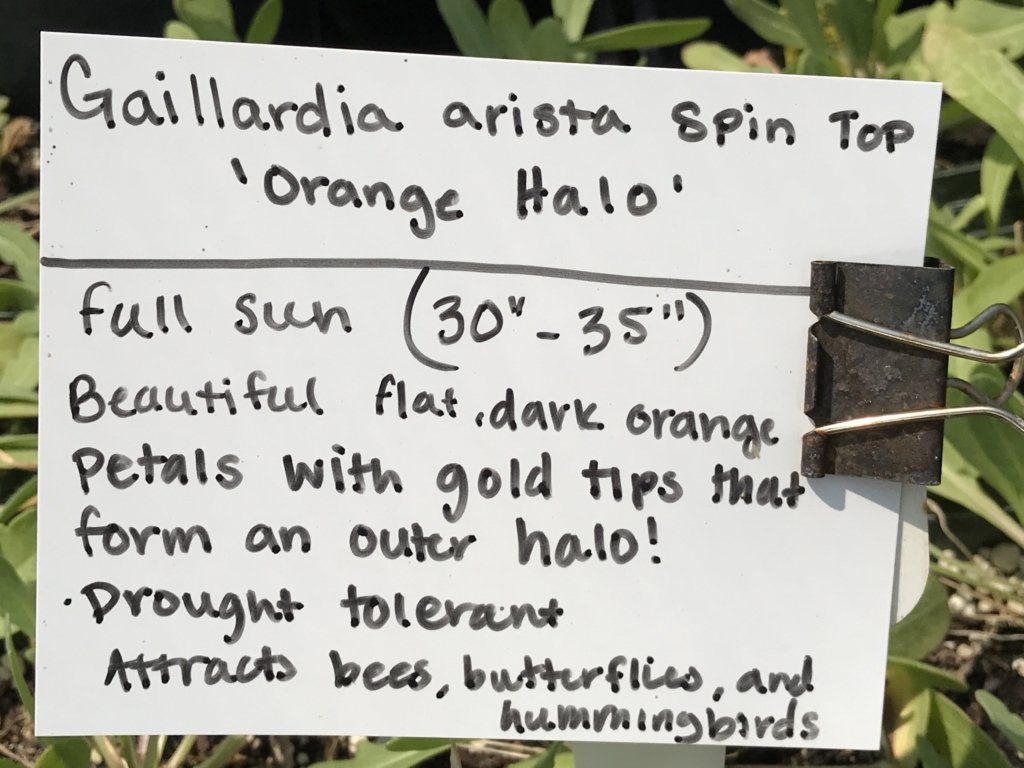 Gaillardia arista Spin Top
'Orange Halo'
full sun (30" - 35")
Beautiful flat, dark orange
petals with gold tips that
form an outer halo!
· Drought tolerant
Attracts bees, butterflies, and
hummingbirds